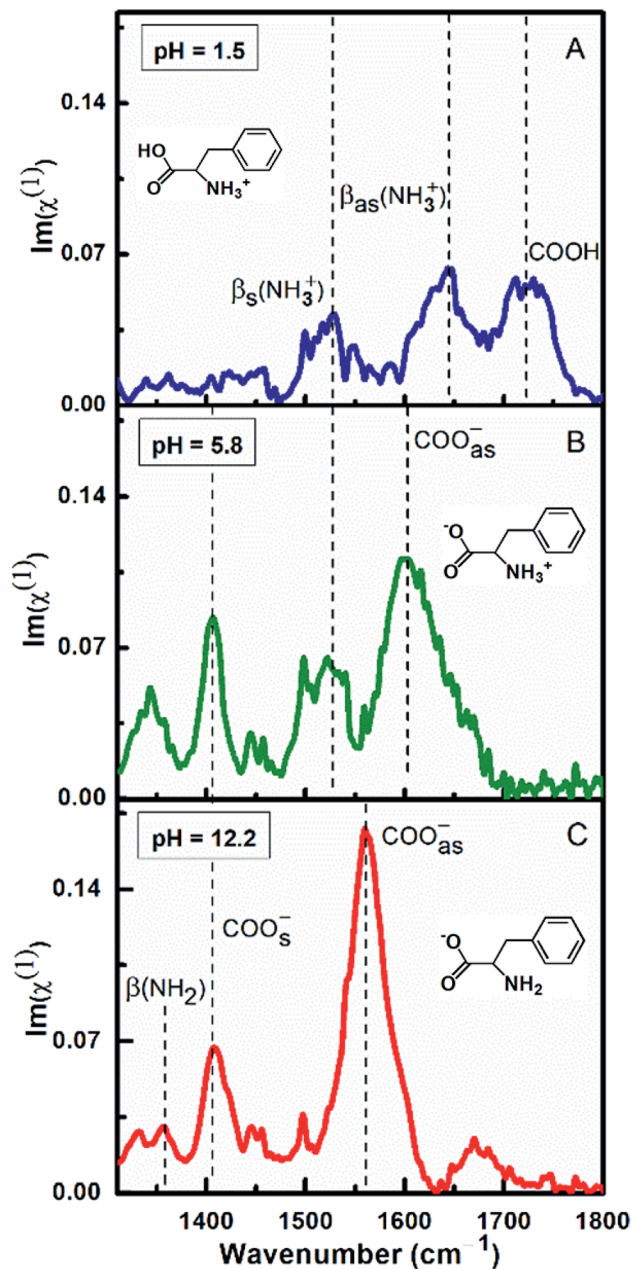 pH = 1.5
A
0.14
HO
O
NH₃⁺
βas(NH₃⁺)
Im(χ⁽¹⁾)
0.07
COOH
βs(NH₃⁺)
0.00
pH = 5.8
COO⁻as
B
0.14
⁻O
O
NH₃⁺
Im(χ⁽¹⁾)
0.07
0.00
pH = 12.2
COO⁻as
C
0.14
COO⁻s
⁻O
O
NH₂
β(NH₂)
Im(χ⁽¹⁾)
0.07
0.00
1400 1500 1600 1700 1800
Wavenumber (cm⁻¹)